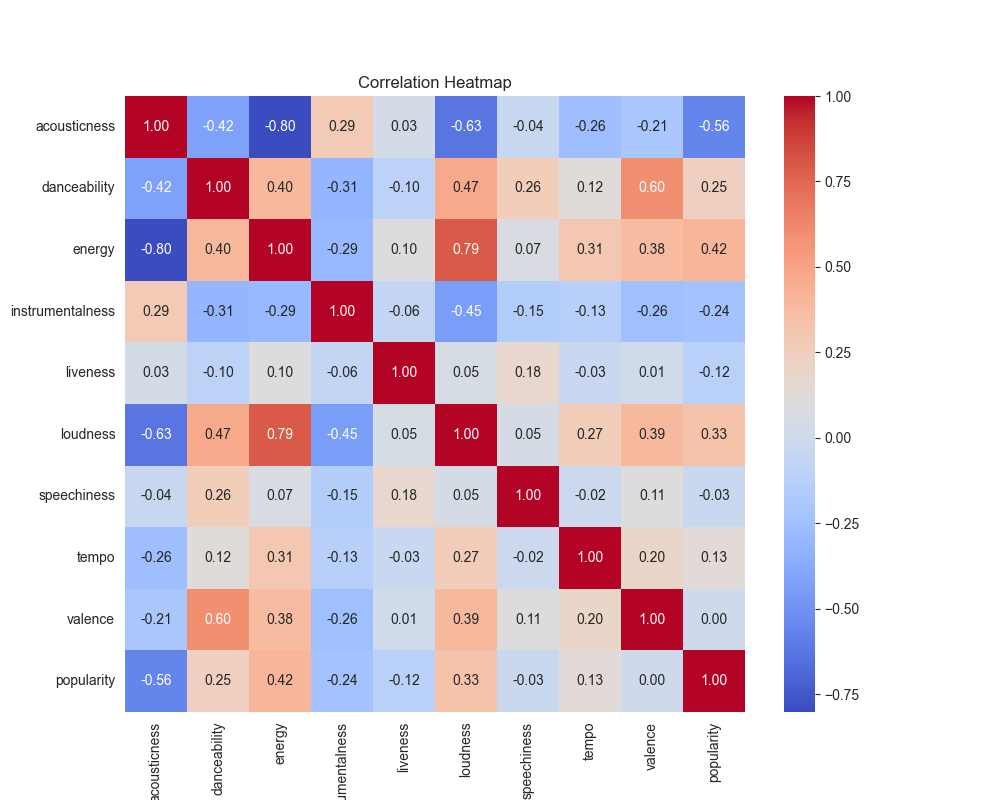 Correlation Heatmap
acousticness 1.00 -0.42 -0.80 0.29 0.03 -0.63 -0.04 -0.26 -0.21 -0.56
danceability -0.42 1.00 0.40 -0.31 -0.10 0.47 0.26 0.12 0.60 0.25
energy -0.80 0.40 1.00 -0.29 0.10 0.79 0.07 0.31 0.38 0.42
instrumentalness 0.29 -0.31 -0.29 1.00 -0.06 -0.45 -0.15 -0.13 -0.26 -0.24
liveness 0.03 -0.10 0.10 -0.06 1.00 0.05 0.18 -0.03 0.01 -0.12
loudness -0.63 0.47 0.79 -0.45 0.05 1.00 0.05 0.27 0.39 0.33
speechiness -0.04 0.26 0.07 -0.15 0.18 0.05 1.00 -0.02 0.11 -0.03
tempo -0.26 0.12 0.31 -0.13 -0.03 0.27 -0.02 1.00 0.20 0.13
valence -0.21 0.60 0.38 -0.26 0.01 0.39 0.11 0.20 1.00 0.00
popularity -0.56 0.25 0.42 -0.24 -0.12 0.33 -0.03 0.13 0.00 1.00
acousticness
danceability
energy
umentalness
liveness
loudness
speechiness
tempo
valence
popularity
1.00
0.75
0.50
0.25
0.00
−0.25
−0.50
−0.75